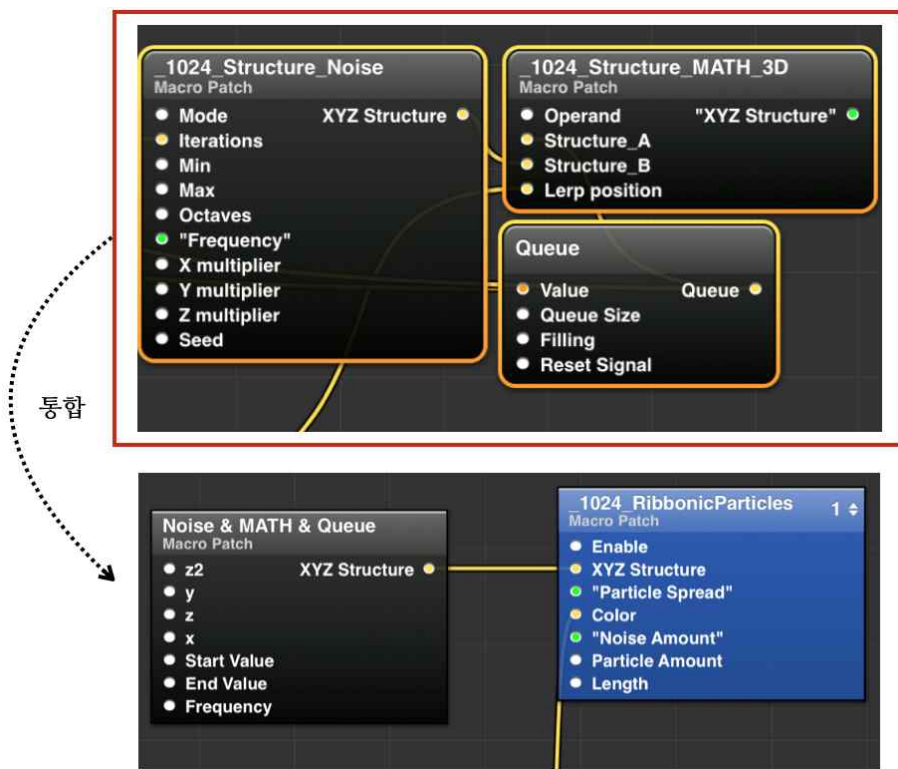 _1024_Structure_Noise
Macro Patch
Mode
XYZ Structure
Iterations
Min
Max
Octaves
"Frequency"
X multiplier
Y multiplier
Z multiplier
Seed
_1024_Structure_MATH_3D
Macro Patch
Operand
"XYZ Structure"
Structure_A
Structure_B
Lerp position
Queue
Value
Queue
Queue Size
Filling
Reset Signal
통합
Noise & MATH & Queue
Macro Patch
z2
XYZ Structure
y
z
x
Start Value
End Value
Frequency
_1024_RibbonicParticles
1
Macro Patch
Enable
XYZ Structure
"Particle Spread"
Color
"Noise Amount"
Particle Amount
Length